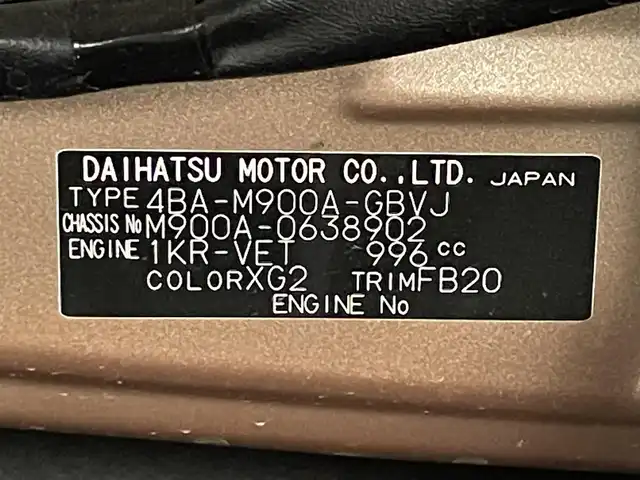 DAIHATSU MOTOR CO.,LTD. JAPAN
TYPE 4BA-M900A-GBVJ
CHASSIS No M900A-0638902
ENGINE 1KR-VET 996 cc
COLOR XG2 TRIM FB20
ENGINE No